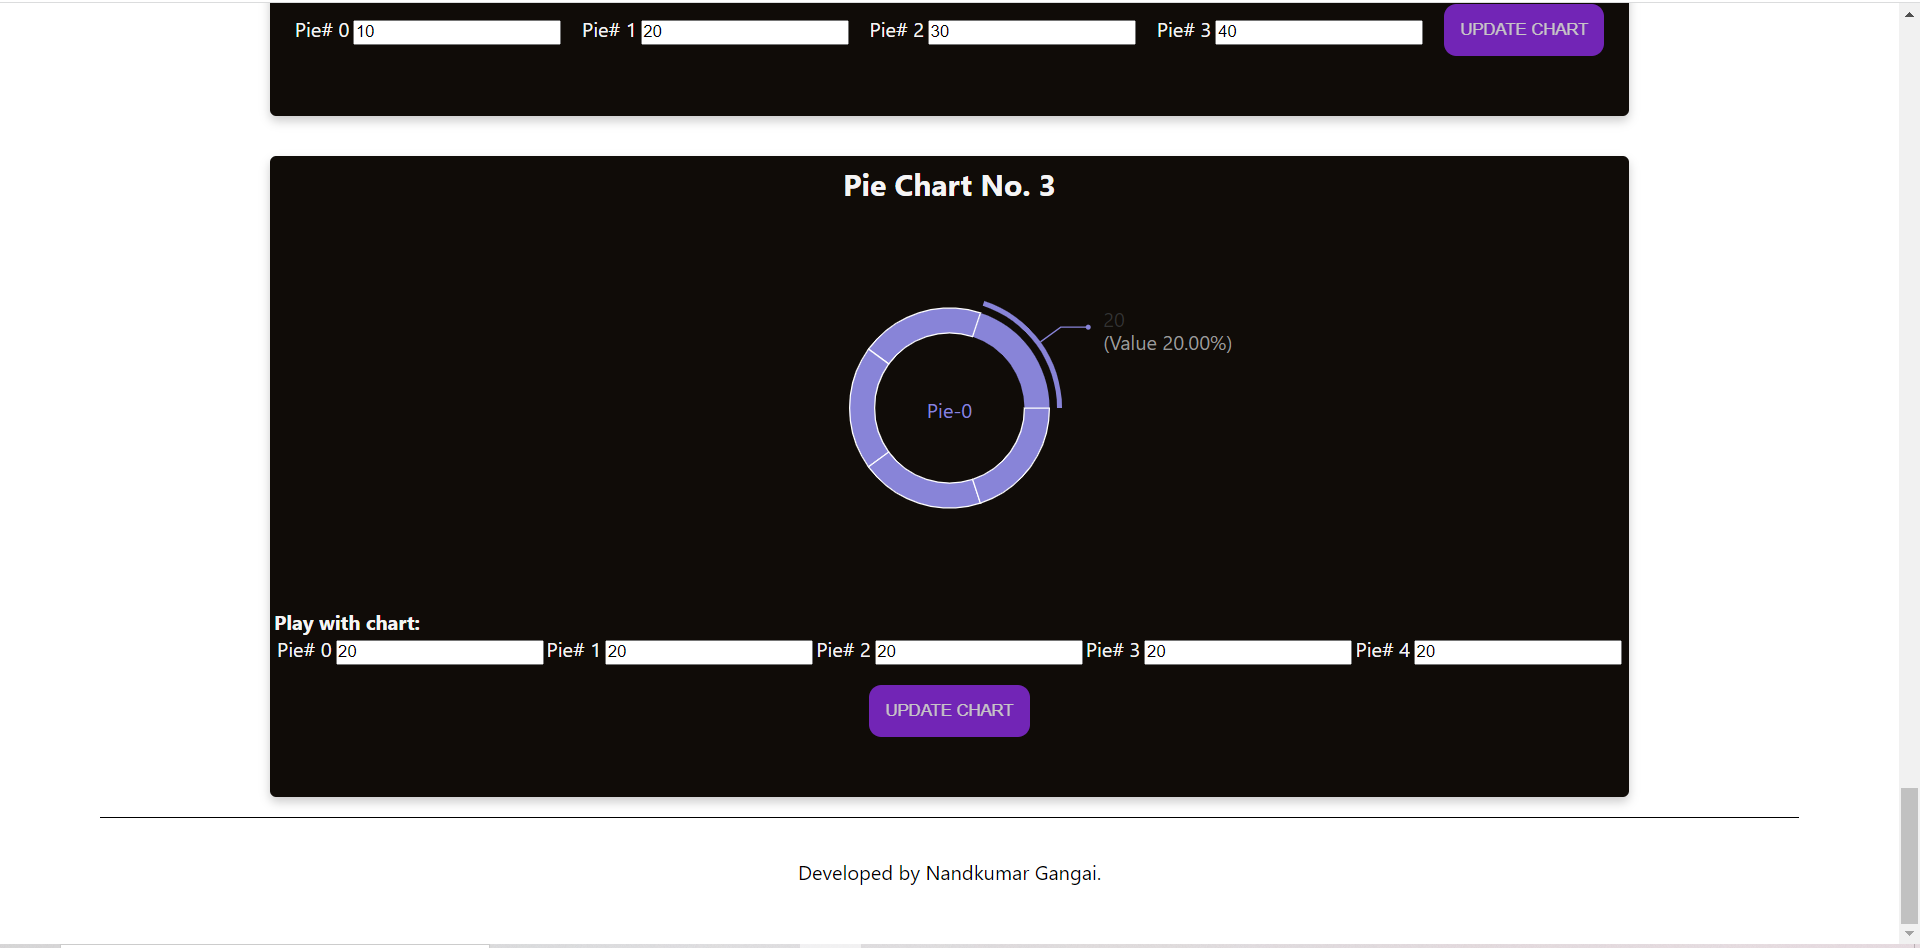 Pie# 0 10 Pie# 1 20 Pie# 2 30 Pie# 3 40 UPDATE CHART
Pie Chart No. 3
20
(Value 20.00%)
Pie-0
Play with chart:
Pie# 0 20 Pie# 1 20 Pie# 2 20 Pie# 3 20 Pie# 4 20
UPDATE CHART
Developed by Nandkumar Gangai.